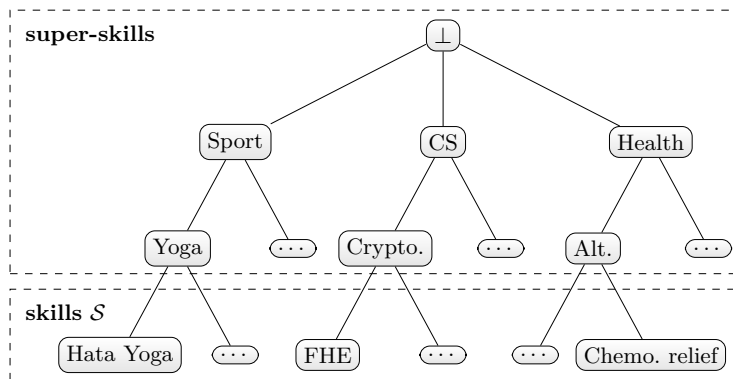 super-skills
⊥
Sport CS Health
Yoga ··· Crypto. ··· Alt. ···
skills 𝒮
Hata Yoga ··· FHE ··· ··· Chemo. relief